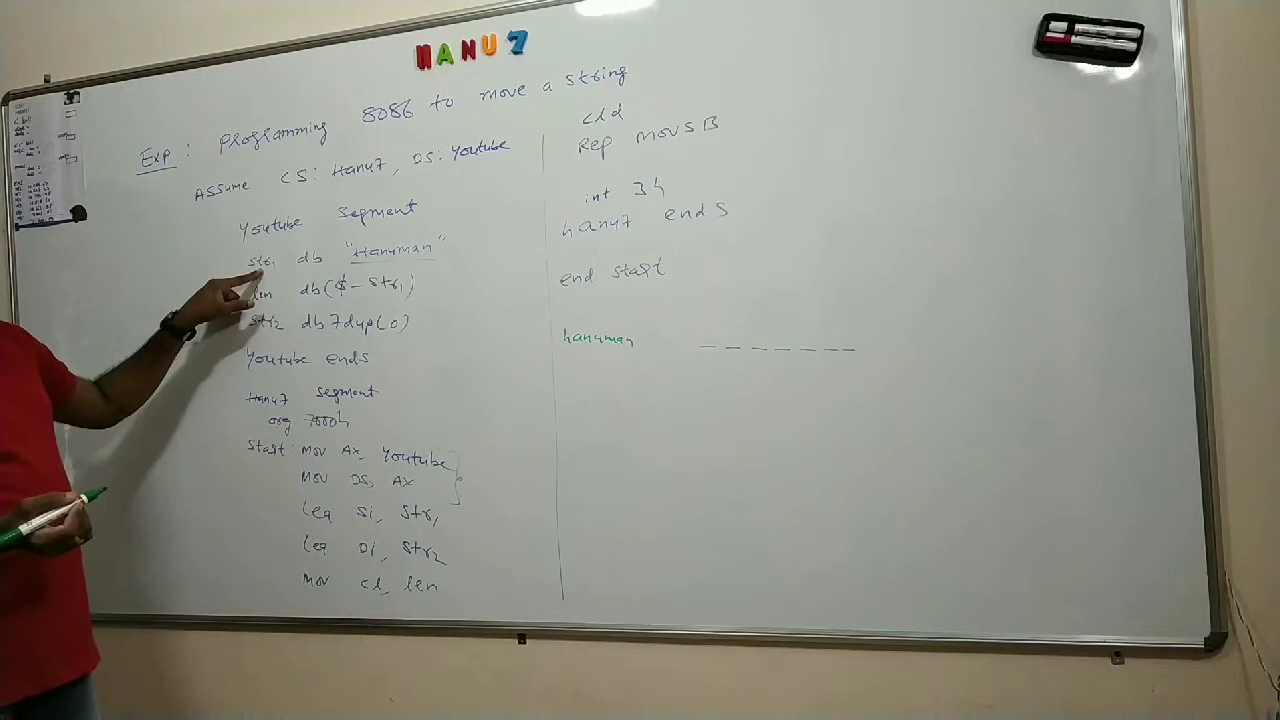 HANU7
Exp: Programming 8086 to move a string
Assume CS: Hanu7, DS: Youtube
Youtube segment
str1 db "Hanuman"
len db($-str1)
str2 db 7dup(0)
Youtube ends
Hanu7 segment
org 7000h
Start: Mov Ax, Youtube
Mov DS, Ax
Lea si, str1
Lea Di, Str2
Mov cl, len
cld
Rep movsB
int 3h
hanu7 endS
end start
hanuman _ _ _ _ _ _ _